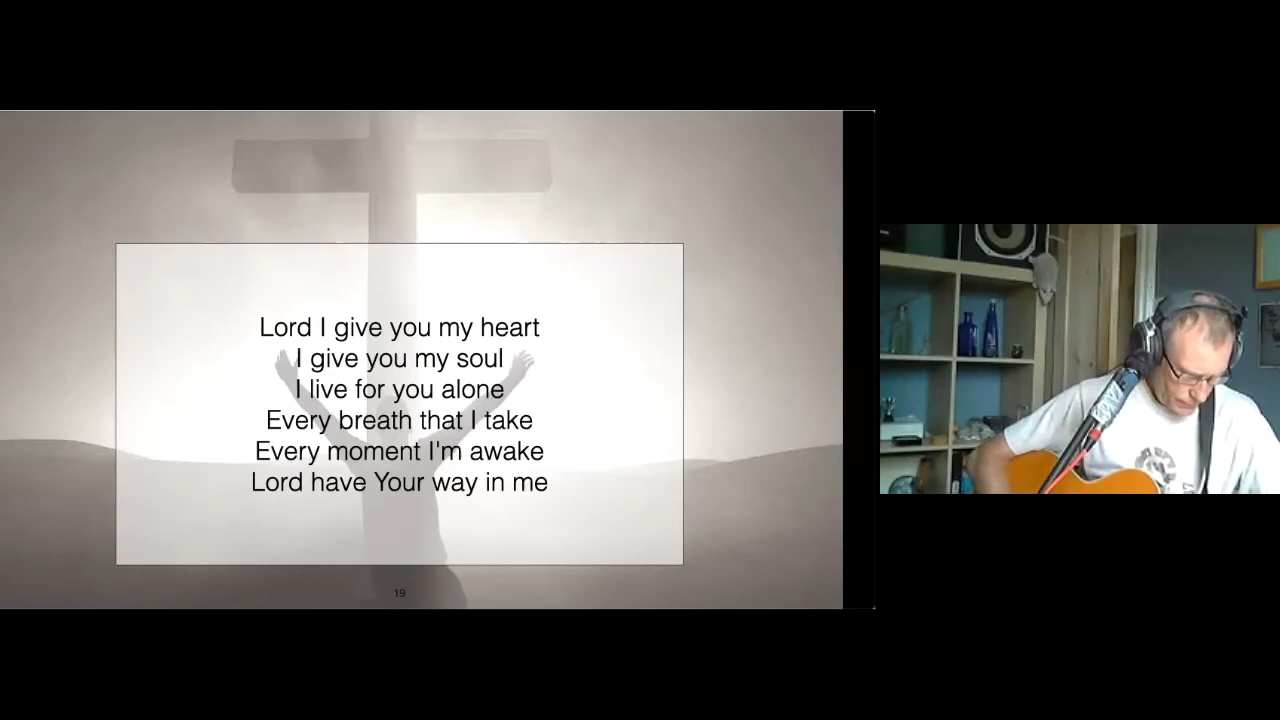 Lord I give you my heart
I give you my soul
I live for you alone
Every breath that I take
Every moment I'm awake
Lord have Your way in me
19